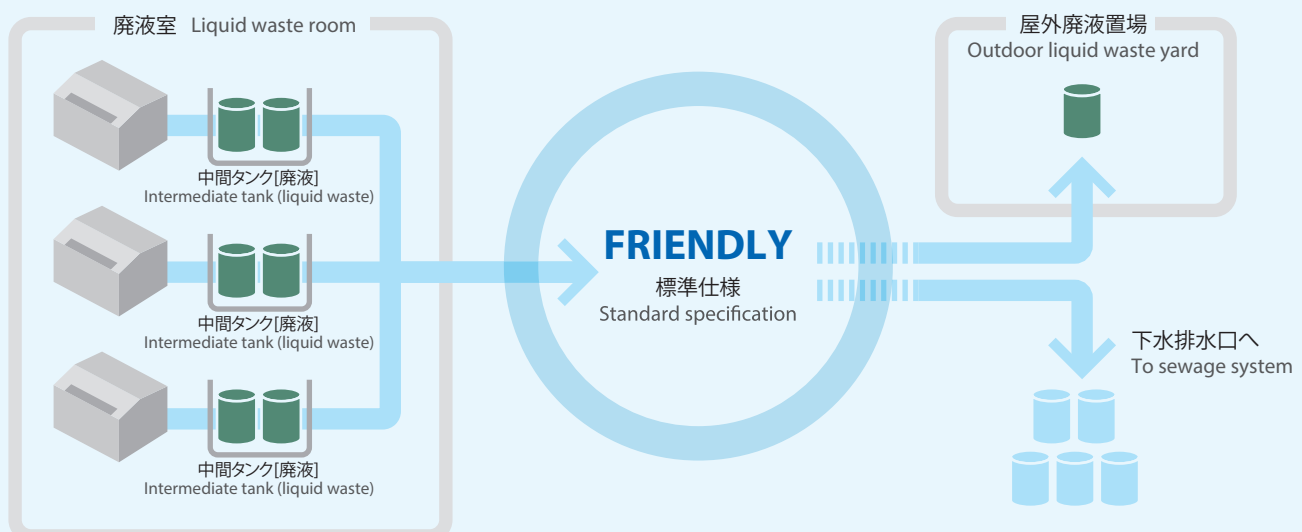 廃液室 Liquid waste room
中間タンク[廃液]
Intermediate tank (liquid waste)
中間タンク[廃液]
Intermediate tank (liquid waste)
中間タンク[廃液]
Intermediate tank (liquid waste)
FRIENDLY
標準仕様
Standard specification
屋外廃液置場
Outdoor liquid waste yard
下水排水口へ
To sewage system